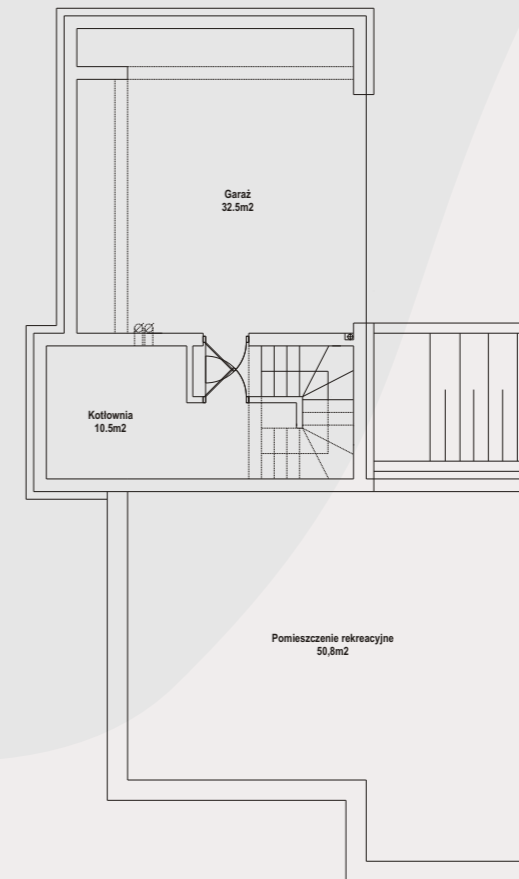 Garaż
32.5m2
Kotłownia
10.5m2
Pomieszczenie rekreacyjne
50,8m2